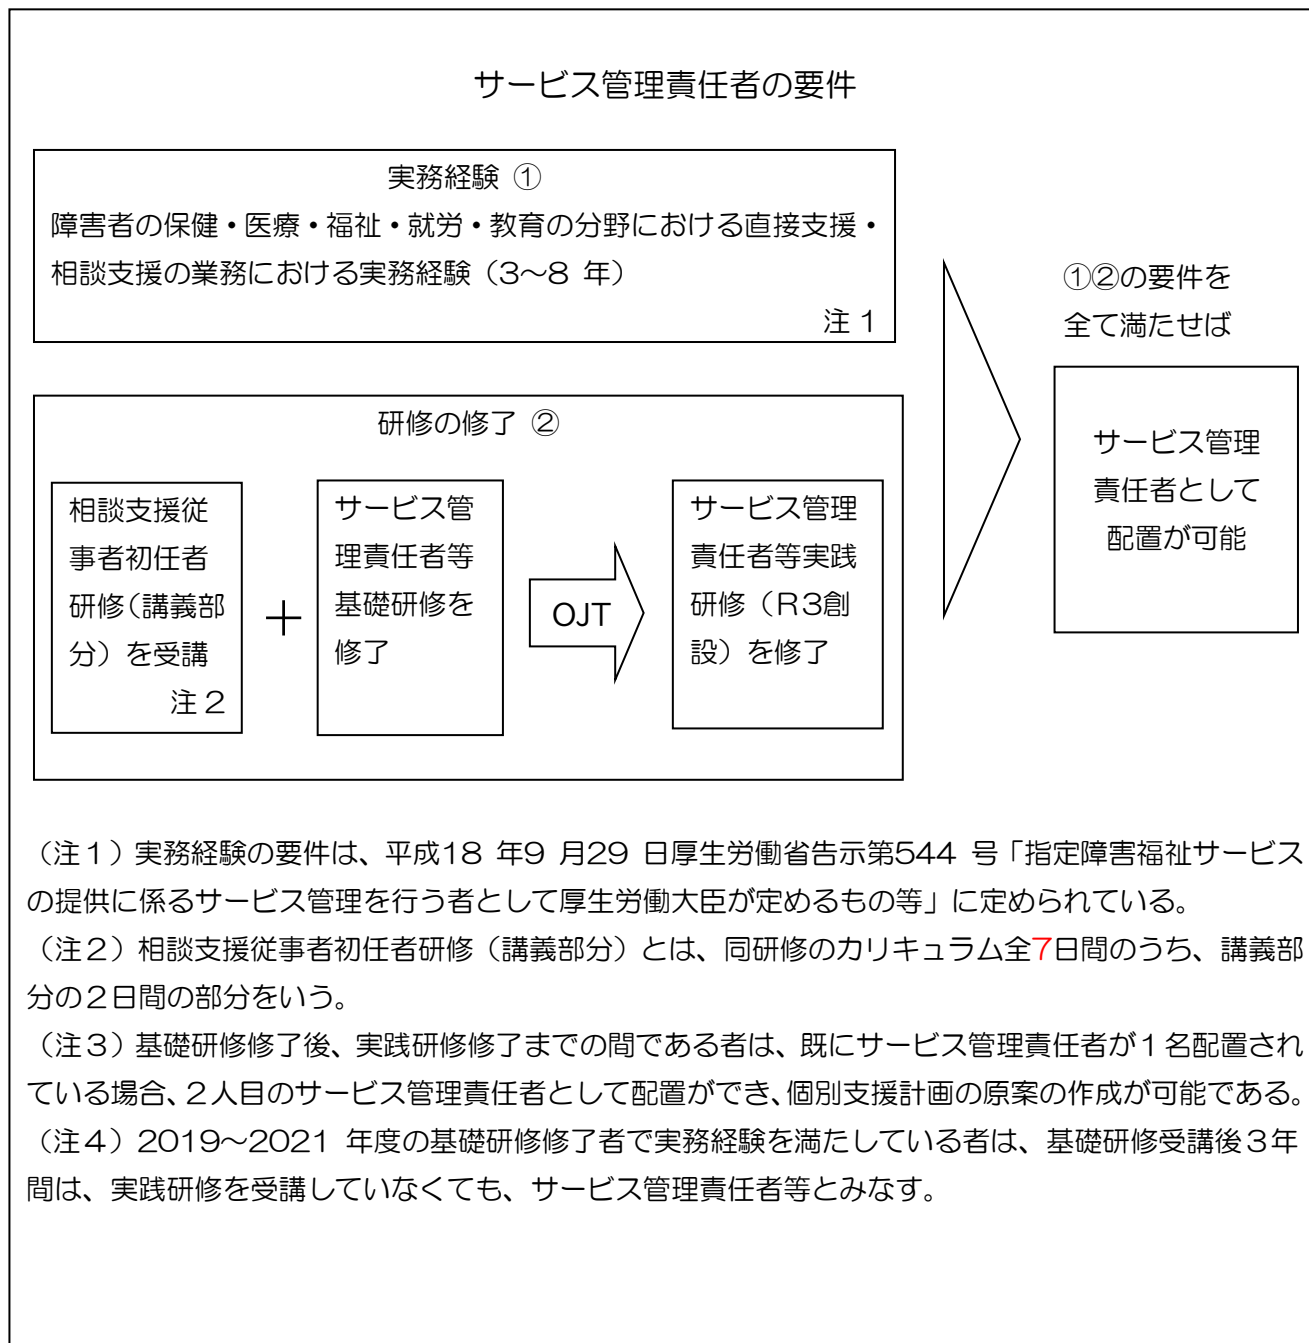 サービス管理責任者の要件
実務経験 ①
障害者の保健・医療・福祉・就労・教育の分野における直接支援・
相談支援の業務における実務経験（3～8 年）
注１
①②の要件を
全て満たせば
サービス管理
責任者として
配置が可能
研修の修了 ②
相談支援従
事者初任者
研修（講義部
分）を受講
注２
＋
サービス管
理責任者等
基礎研修を
修了
OJT
サービス管理
責任者等実践
研修（R3創
設）を修了
（注１）実務経験の要件は、平成18 年9 月29 日厚生労働省告示第544 号「指定障害福祉サービス
の提供に係るサービス管理を行う者として厚生労働大臣が定めるもの等」に定められている。
（注２）相談支援従事者初任者研修（講義部分）とは、同研修のカリキュラム全7日間のうち、講義部
分の２日間の部分をいう。
（注３）基礎研修修了後、実践研修修了までの間である者は、既にサービス管理責任者が１名配置され
ている場合、２人目のサービス管理責任者として配置ができ、個別支援計画の原案の作成が可能である。
（注４）2019～2021 年度の基礎研修修了者で実務経験を満たしている者は、基礎研修受講後３年
間は、実践研修を受講していなくても、サービス管理責任者等とみなす。